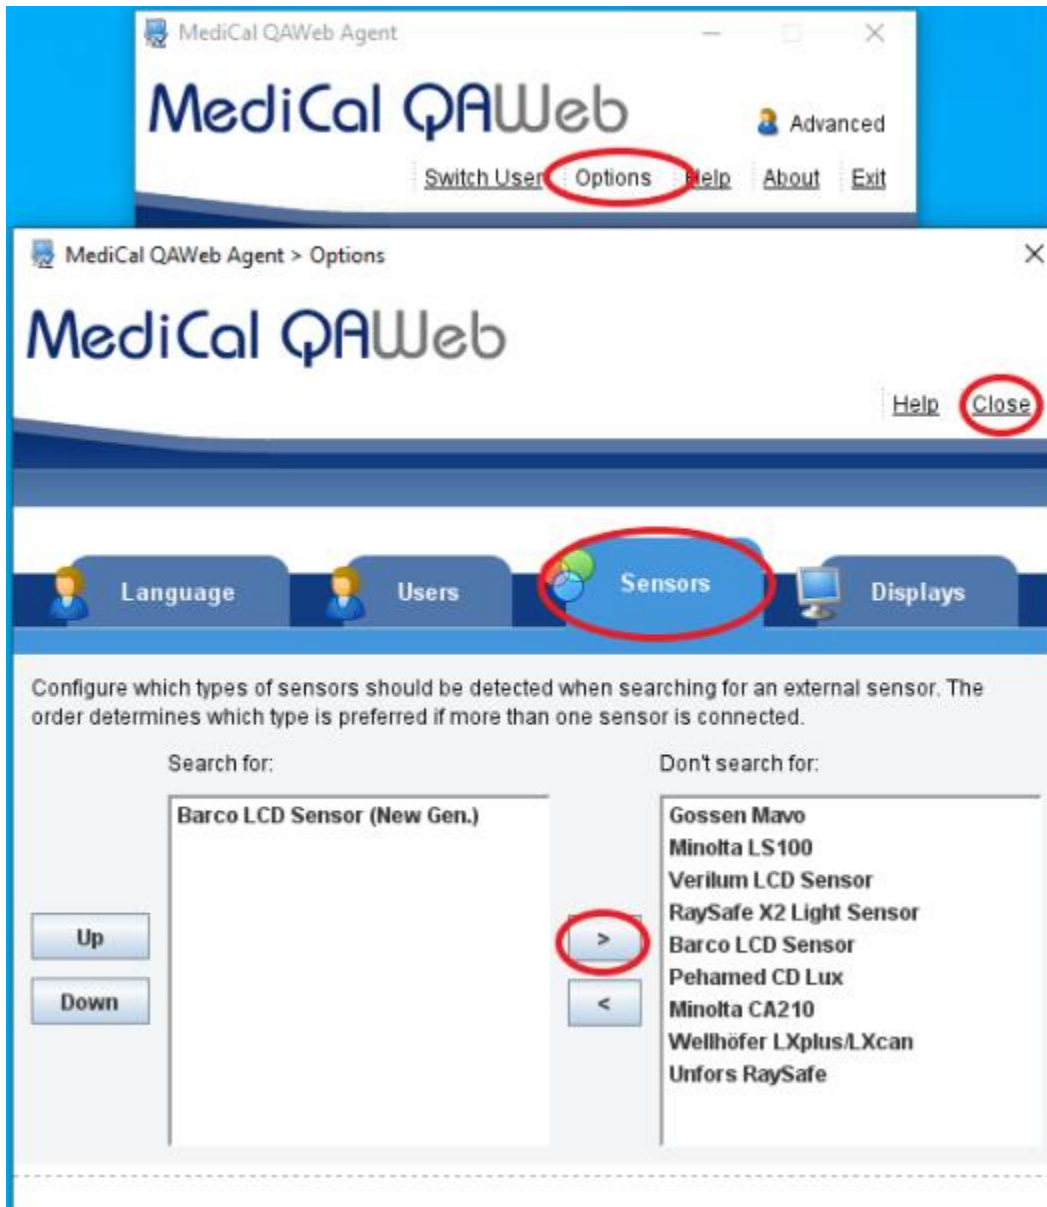 MediCal QAWeb Agent
MediCal QAWeb
Advanced
Switch User Options Help About Exit
MediCal QAWeb Agent > Options
MediCal QAWeb
Help Close
Language Users Sensors Displays
Configure which types of sensors should be detected when searching for an external sensor. The
order determines which type is preferred if more than one sensor is connected.
Search for: Don't search for:
Barco LCD Sensor (New Gen.)
Up
Down
>
<
Gossen Mavo
Minolta LS100
Verilum LCD Sensor
RaySafe X2 Light Sensor
Barco LCD Sensor
Pehamed CD Lux
Minolta CA210
Wellhöfer LXplus/LXcan
Unfors RaySafe